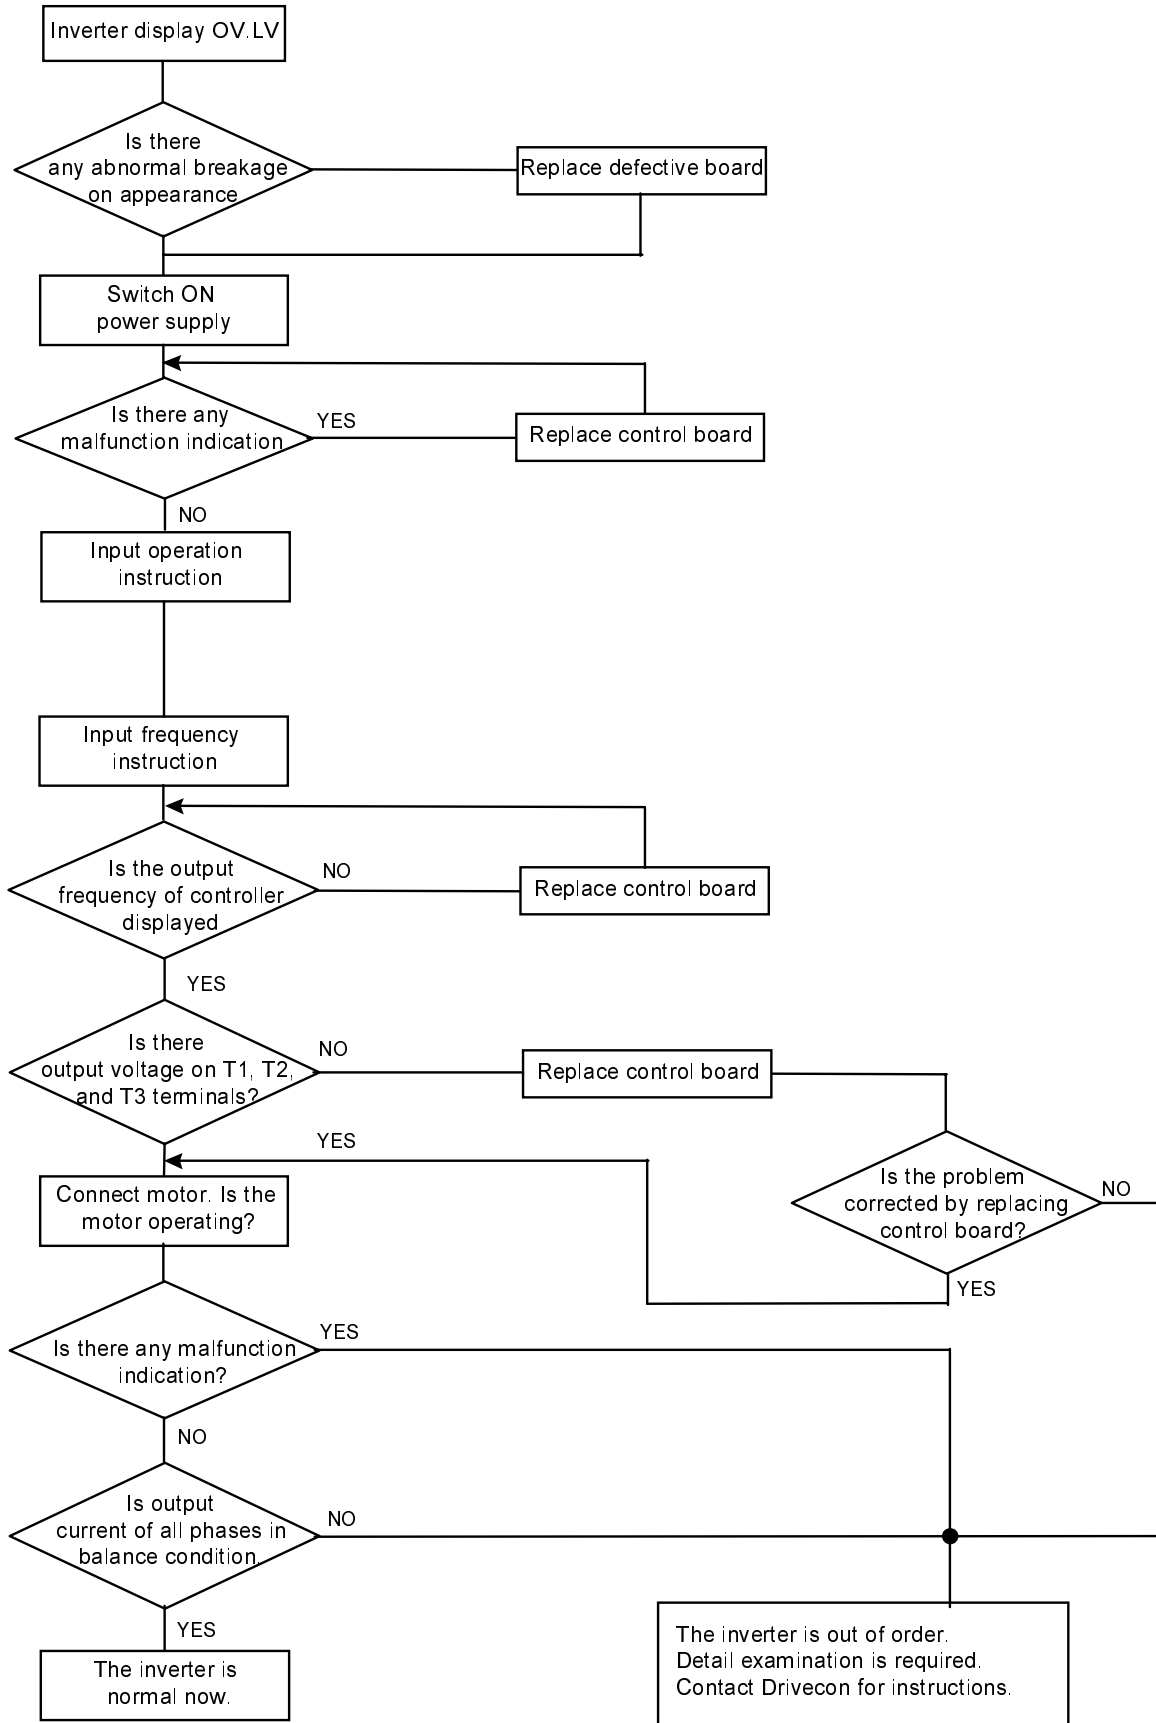 Inverter display OV.LV
Is there
any abnormal breakage
on appearance
Replace defective board
Switch ON
power supply
Is there any
malfunction indication
YES
Replace control board
NO
Input operation
instruction
Input frequency
instruction
Is the output
frequency of controller
displayed
NO
Replace control board
YES
Is there
output voltage on T1, T2,
and T3 terminals?
NO
Replace control board
YES
Is the problem
corrected by replacing
control board?
NO
YES
Connect motor. Is the
motor operating?
Is there any malfunction
indication?
YES
NO
Is output
current of all phases in
balance condition.
NO
YES
The inverter is
normal now.
The inverter is out of order.
Detail examination is required.
Contact Drivecon for instructions.